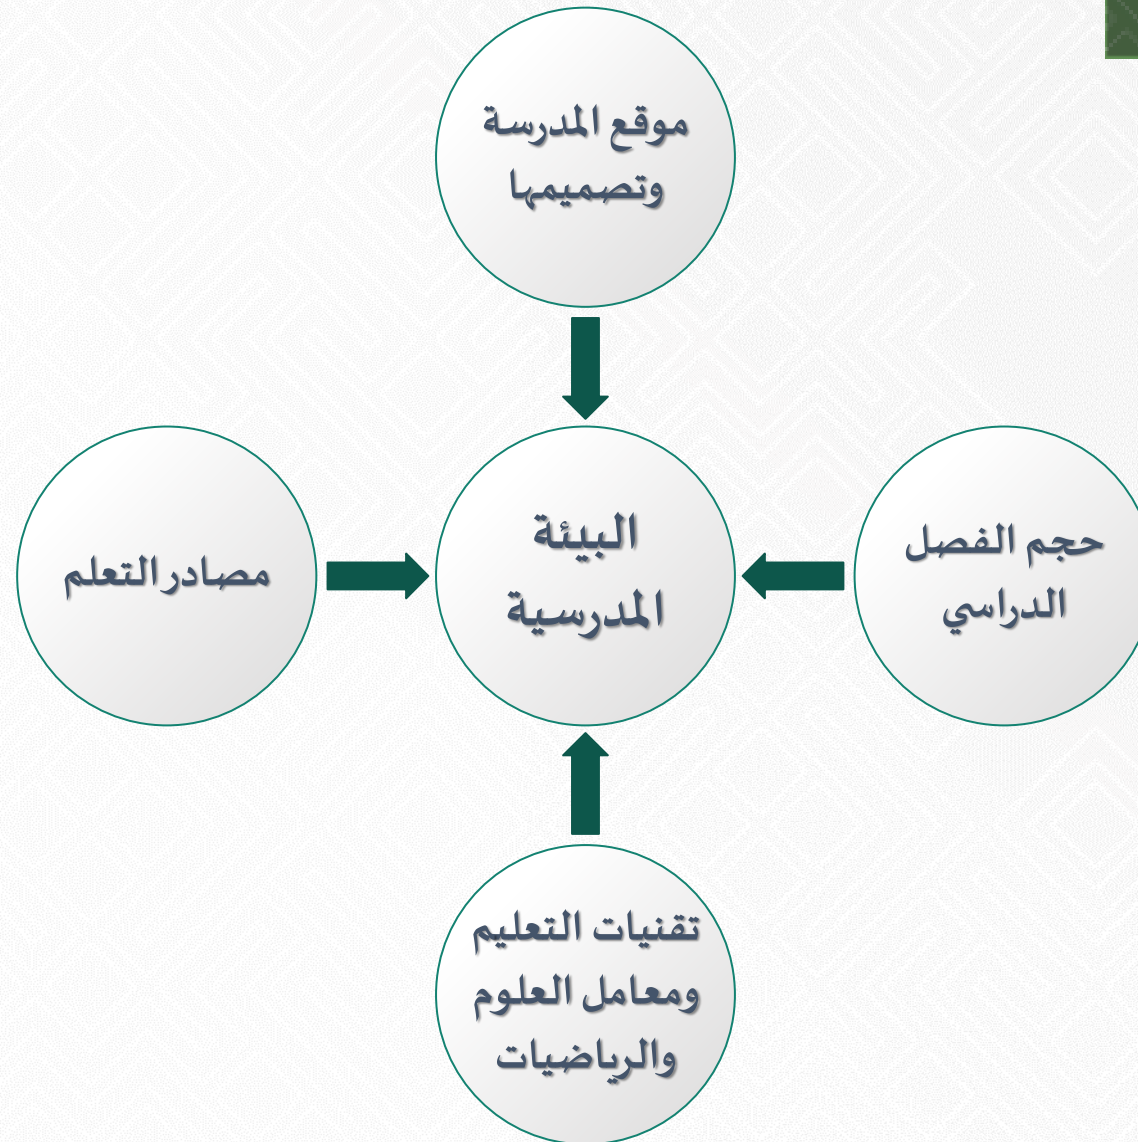 موقع المدرسة
وتصميمها
حجم الفصل
الدراسي
البيئة
المدرسية
مصادر التعلم
تقنيات التعليم
ومعامل العلوم
والرياضيات